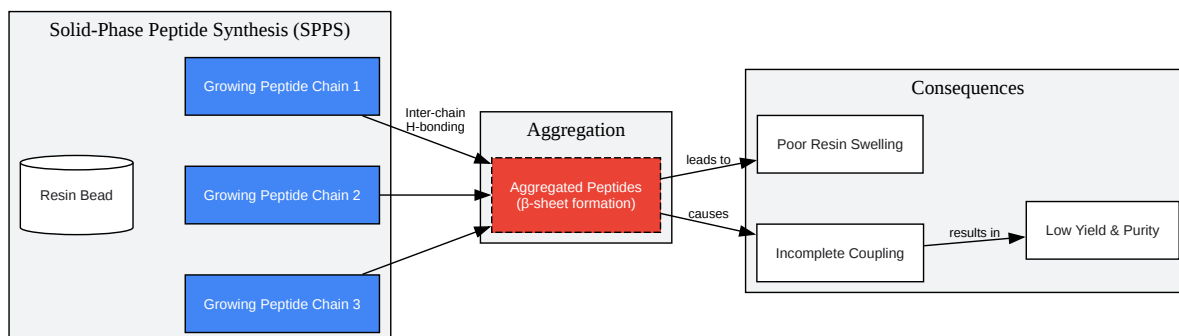 Solid-Phase Peptide Synthesis (SPPS)
Resin Bead
Growing Peptide Chain 1
Growing Peptide Chain 2
Growing Peptide Chain 3
Inter-chain
H-bonding
Aggregation
Aggregated Peptides
(β-sheet formation)
leads to
causes
Consequences
Poor Resin Swelling
Incomplete Coupling
results in
Low Yield & Purity